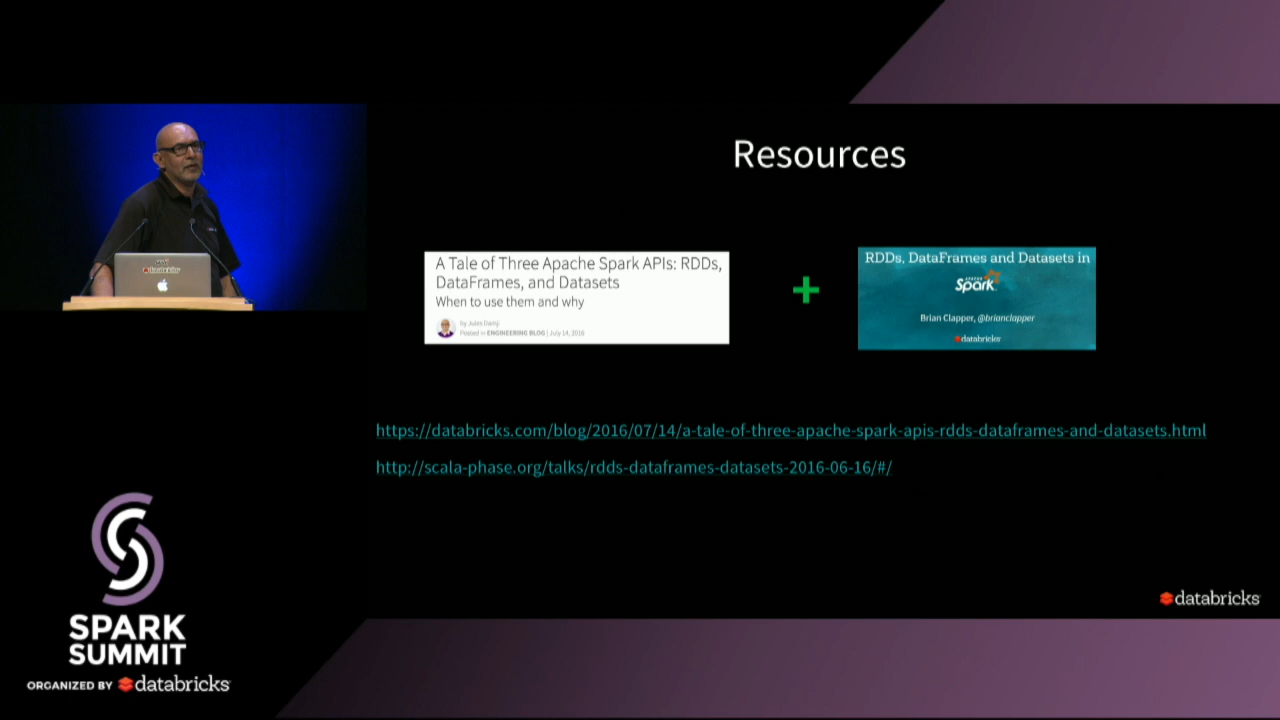 Resources
A Tale of Three Apache Spark APIs: RDDs,
DataFrames, and Datasets
When to use them and why
by Jules Damji
Posted in ENGINEERING BLOG | July 14, 2016
RDDs, DataFrames and Datasets in
APACHE
Spark
Brian Clapper, @brianclapper
databricks
https://databricks.com/blog/2016/07/14/a-tale-of-three-apache-spark-apis-rdds-dataframes-and-datasets.html
http://scala-phase.org/talks/rdds-dataframes-datasets-2016-06-16/#/
databricks
databricks
SPARK
SUMMIT
ORGANIZED BY databricks